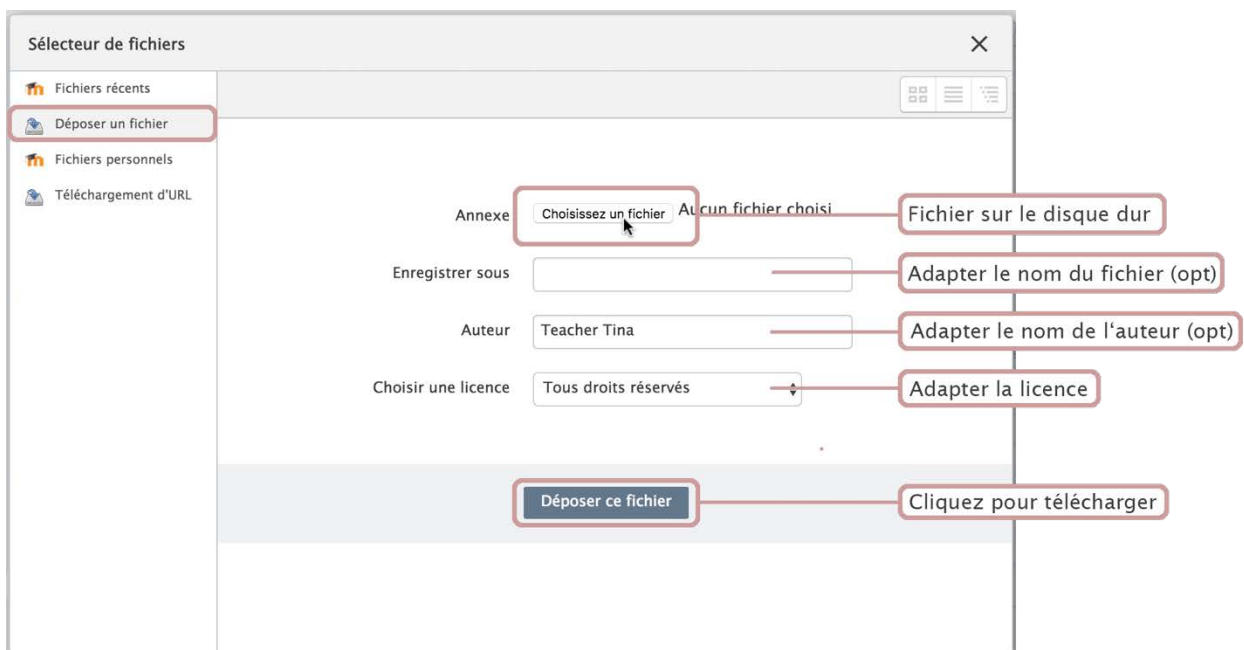 Sélecteur de fichiers
Fichiers récents
Déposer un fichier
Fichiers personnels
Téléchargement d'URL
Annexe
Choisissez un fichier
Aucun fichier choisi
Fichier sur le disque dur
Enregistrer sous
Adapter le nom du fichier (opt)
Auteur
Teacher Tina
Adapter le nom de l‘auteur (opt)
Choisir une licence
Tous droits réservés
Adapter la licence
Déposer ce fichier
Cliquez pour télécharger